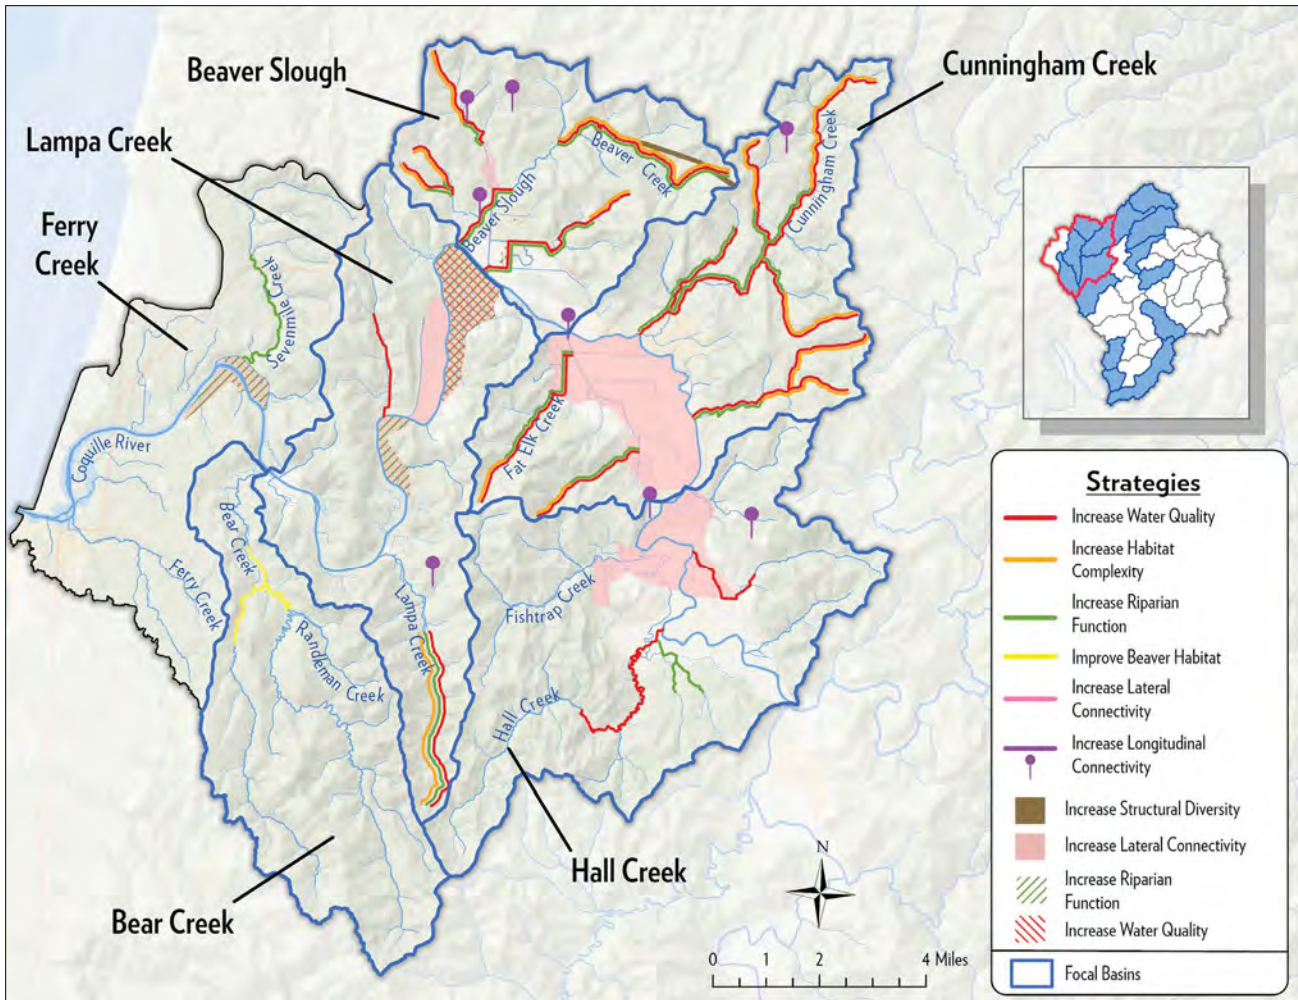 Beaver Slough
Cunningham Creek
Lampa Creek
Ferry
Creek
Beaver Creek
Cunningham Creek
Beaver Slough
Sevenmile Creek
Coquille River
Fat Elk Creek
Bear Creek
Ferry Creek
Randleman Creek
Lampa Creek
Fishtrap Creek
Hall Creek
Hall Creek
Bear Creek
N
0 1 2 4 Miles
Strategies
Increase Water Quality
Increase Habitat
Complexity
Increase Riparian
Function
Improve Beaver Habitat
Increase Lateral
Connectivity
Increase Longitudinal
Connectivity
Increase Structural Diversity
Increase Lateral Connectivity
Increase Riparian
Function
Increase Water Quality
Focal Basins